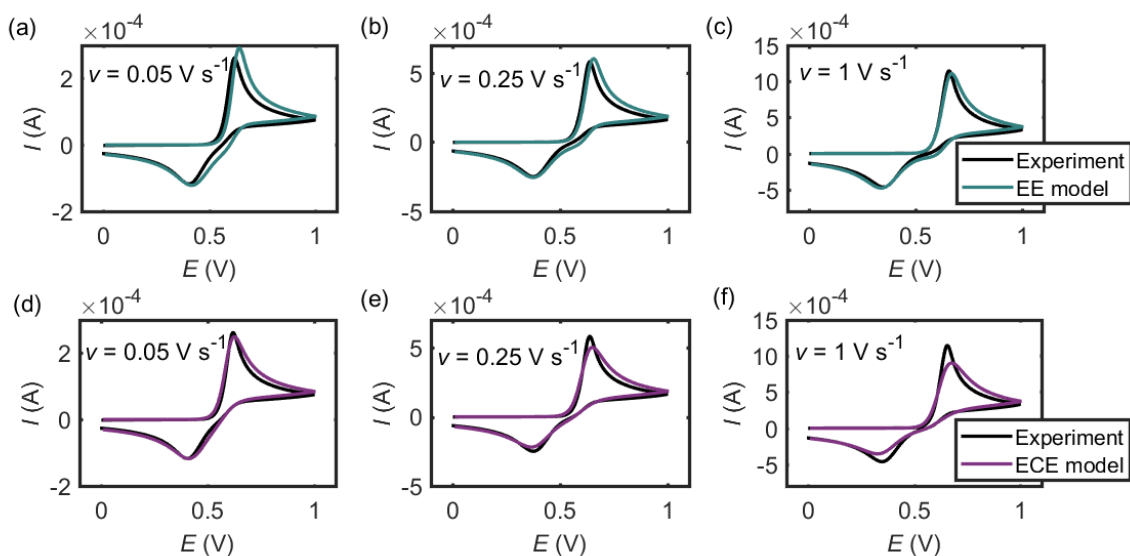 (a) ×10⁻⁴ (b) ×10⁻⁴ (c)
v = 0.05 V s⁻¹ v = 0.25 V s⁻¹ v = 1 V s⁻¹
I (A) 2 0 -2
I (A) 5 0 -5
×10⁻⁴
I (A) 15 10 5 0 -5
Experiment
EE model
0 0.5 1
E (V)
0 0.5 1
E (V)
0 0.5 1
E (V)
(d) ×10⁻⁴ (e) ×10⁻⁴ (f)
v = 0.05 V s⁻¹ v = 0.25 V s⁻¹ v = 1 V s⁻¹
I (A) 2 0 -2
I (A) 5 0 -5
×10⁻⁴
I (A) 15 10 5 0 -5
Experiment
ECE model
0 0.5 1
E (V)
0 0.5 1
E (V)
0 0.5 1
E (V)